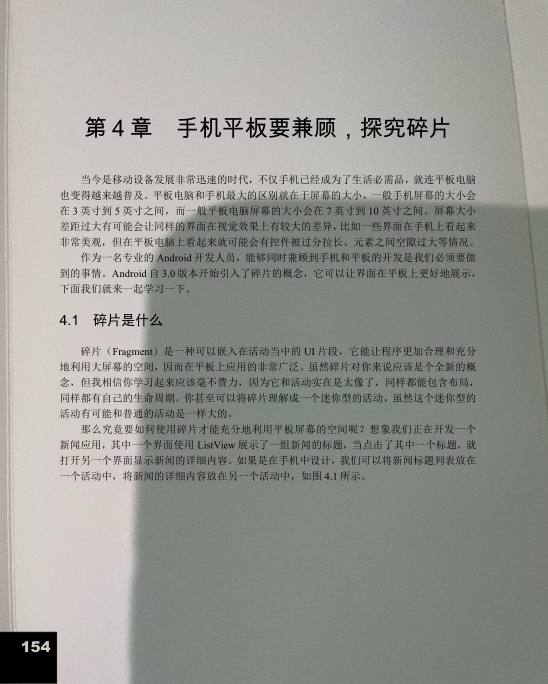 第 4 章 手机平板要兼顾，探究碎片
当今是移动设备发展非常迅速的时代，不仅手机已经成为了生活必需品，就连平板电脑
也变得越来越普及。平板电脑和手机最大的区别就在于屏幕的大小，一般手机屏幕的大小会
在 3 英寸到 5 英寸之间，而一般平板电脑屏幕的大小会在 7 英寸到 10 英寸之间。屏幕大小
差距过大有可能会让同样的界面在视觉效果上有较大的差异，比如一些界面在手机上看起来
非常美观，但在平板电脑上看起来就可能会有控件被过分拉长、元素之间空隙过大等情况。
作为一名专业的 Android 开发人员，能够同时兼顾到手机和平板的开发是我们必须要做
到的事情。Android 自 3.0 版本开始引入了碎片的概念，它可以让界面在平板上更好地展示，
下面我们就来一起学习一下。
4.1 碎片是什么
碎片（Fragment）是一种可以嵌入在活动当中的 UI 片段，它能让程序更加合理和充分
地利用大屏幕的空间，因而在平板上应用的非常广泛。虽然碎片对你来说应该是个全新的概
念，但我相信你学习起来应该毫不费力，因为它和活动实在是太像了，同样都能包含布局，
同样都有自己的生命周期。你甚至可以将碎片理解成一个迷你型的活动，虽然这个迷你型的
活动有可能和普通的活动是一样大的。
那么究竟要如何使用碎片才能充分地利用平板屏幕的空间呢？想象我们正在开发一个
新闻应用，其中一个界面使用 ListView 展示了一组新闻的标题，当点击了其中一个标题，就
打开另一个界面显示新闻的详细内容。如果是在手机中设计，我们可以将新闻标题列表放在
一个活动中，将新闻的详细内容放在另一个活动中，如图 4.1 所示。
154